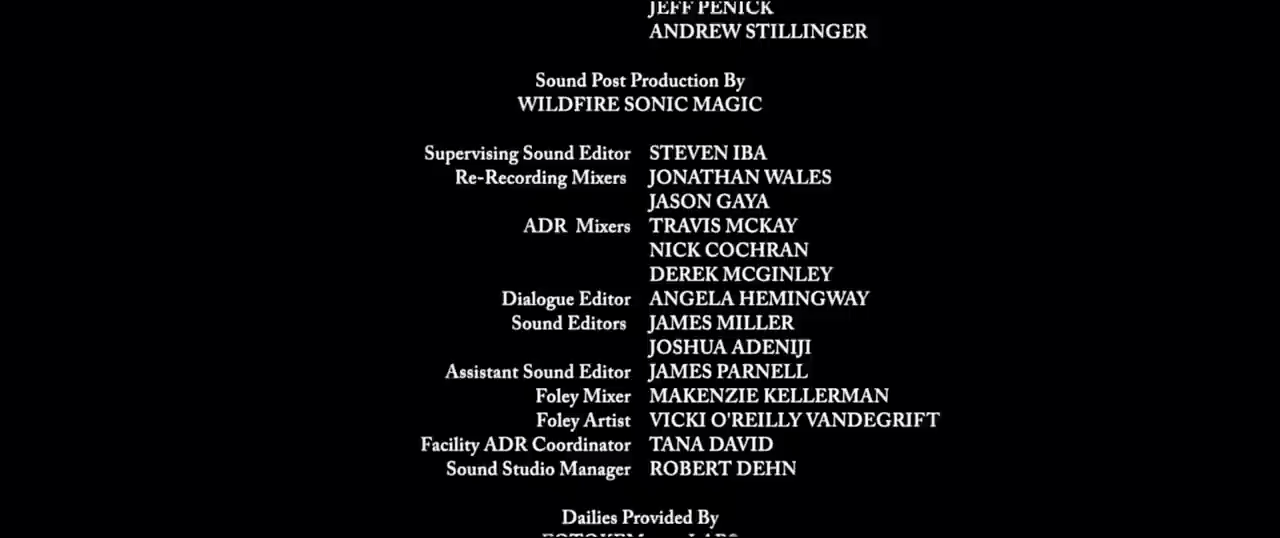 JEFF PENICK
ANDREW STILLINGER
Sound Post Production By
WILDFIRE SONIC MAGIC
Supervising Sound Editor STEVEN IBA
Re-Recording Mixers JONATHAN WALES
JASON GAYA
ADR Mixers TRAVIS MCKAY
NICK COCHRAN
DEREK MCGINLEY
Dialogue Editor ANGELA HEMINGWAY
Sound Editors JAMES MILLER
JOSHUA ADENIJI
Assistant Sound Editor JAMES PARNELL
Foley Mixer MAKENZIE KELLERMAN
Foley Artist VICKI O'REILLY VANDEGRIFT
Facility ADR Coordinator TANA DAVID
Sound Studio Manager ROBERT DEHN
Dailies Provided By